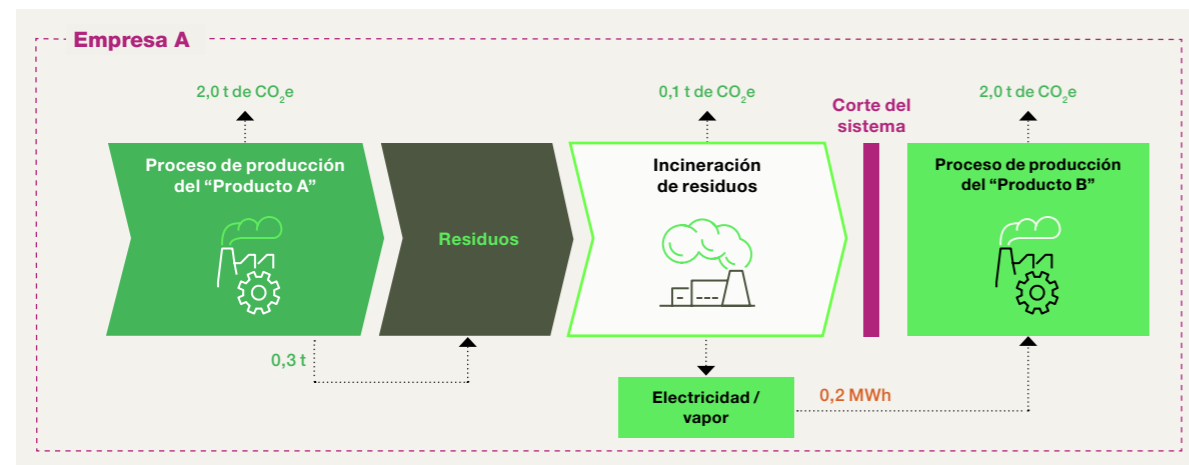 Empresa A
2,0 t de CO₂e
0,1 t de CO₂e
Corte del
sistema
2,0 t de CO₂e
Proceso de producción
del “Producto A”
Residuos
Incineración
de residuos
Proceso de producción
del “Producto B”
0,3 t
Electricidad /
vapor
0,2 MWh